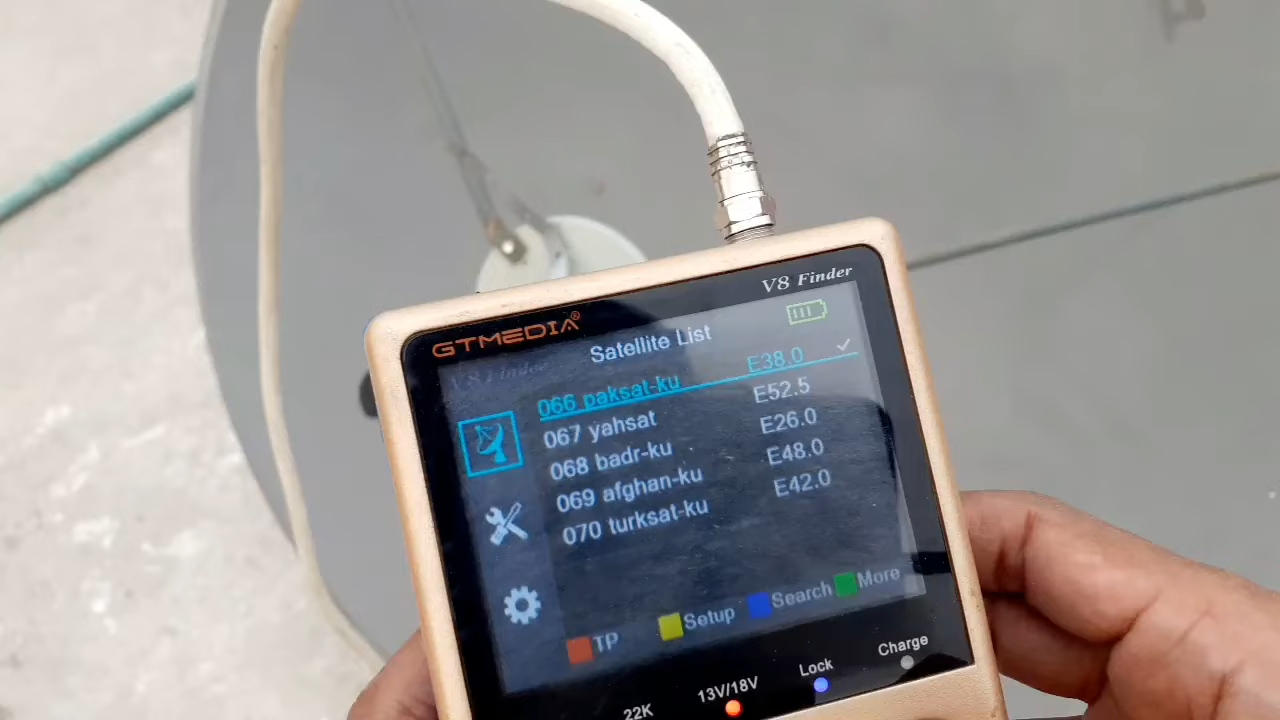 V8 Finder
GTMEDIA®
Satellite List
V8 Finder
066 paksat-ku E38.0
067 yahsat E52.5
068 badr-ku E26.0
069 afghan-ku E48.0
070 turksat-ku E42.0
TP Setup Search More
22K 13V/18V Lock Charge